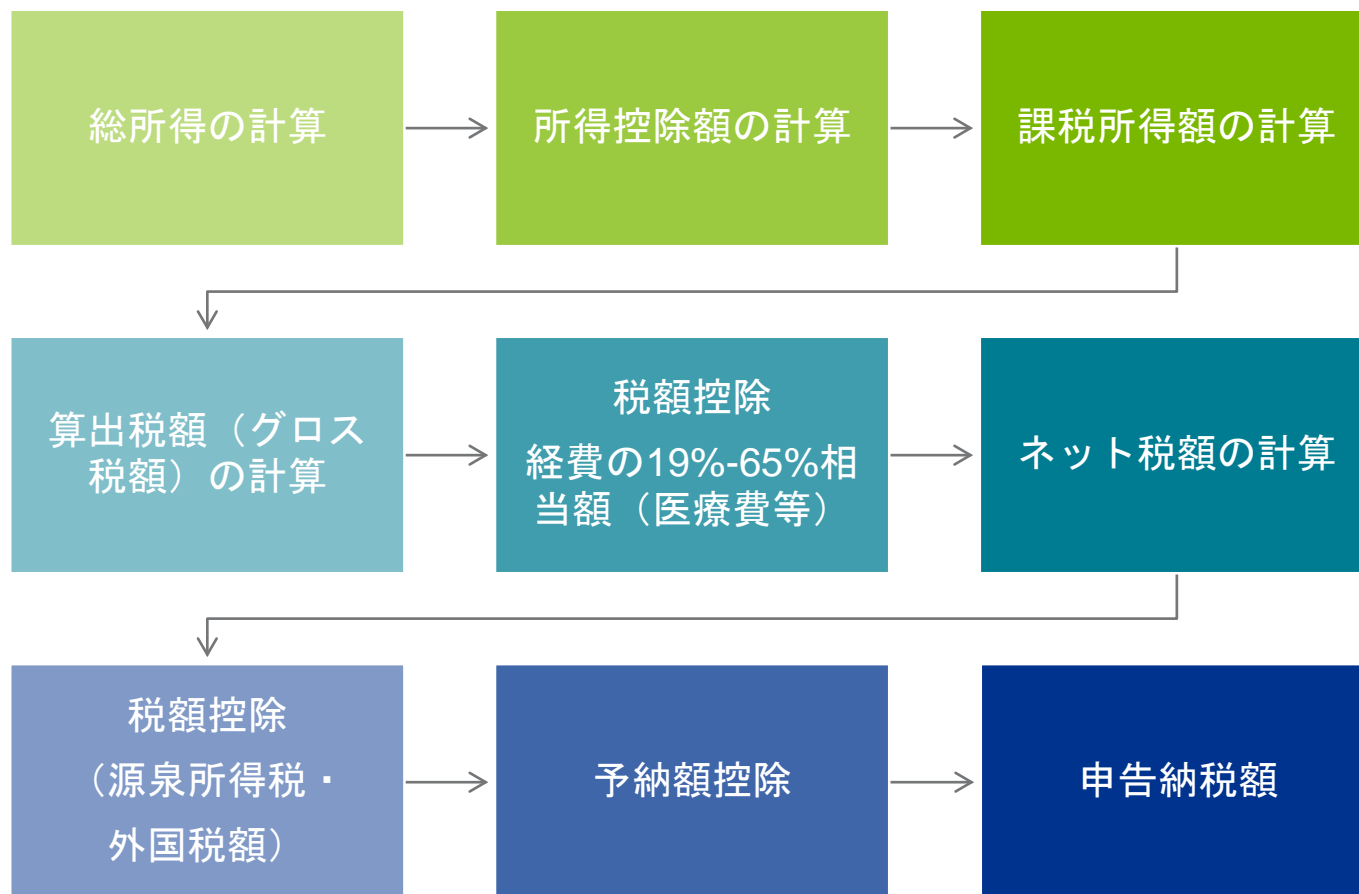 総所得の計算
所得控除額の計算
課税所得額の計算
算出税額（グロス
税額）の計算
税額控除
経費の19%-65%相
当額（医療費等）
ネット税額の計算
税額控除
（源泉所得税・
外国税額）
予納額控除
申告納税額